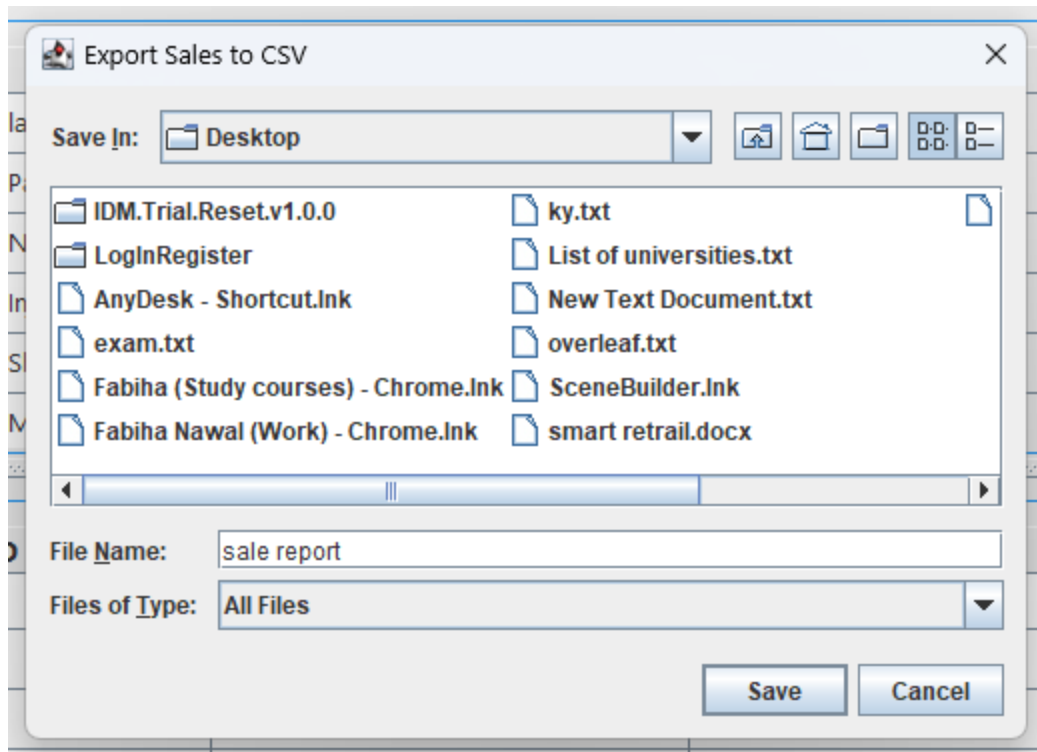 Export Sales to CSV
Save In: Desktop
IDM.Trial.Reset.v1.0.0
LogInRegister
AnyDesk - Shortcut.lnk
exam.txt
Fabiha (Study courses) - Chrome.lnk
Fabiha Nawal (Work) - Chrome.lnk
ky.txt
List of universities.txt
New Text Document.txt
overleaf.txt
SceneBuilder.lnk
smart retrail.docx
File Name: sale report
Files of Type: All Files
Save Cancel